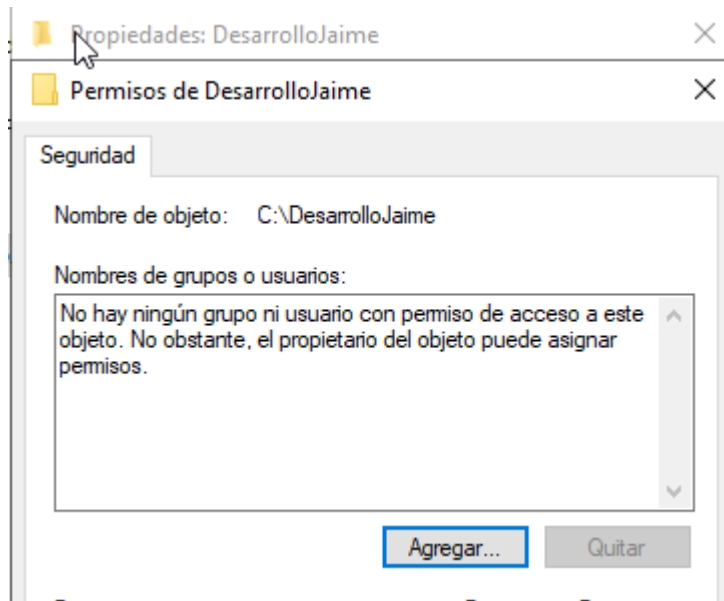 Propiedades: DesarrolloJaime
Permisos de DesarrolloJaime
Seguridad
Nombre de objeto: C:\DesarrolloJaime
Nombres de grupos o usuarios:
No hay ningún grupo ni usuario con permiso de acceso a este
objeto. No obstante, el propietario del objeto puede asignar
permisos.
Agregar... Quitar